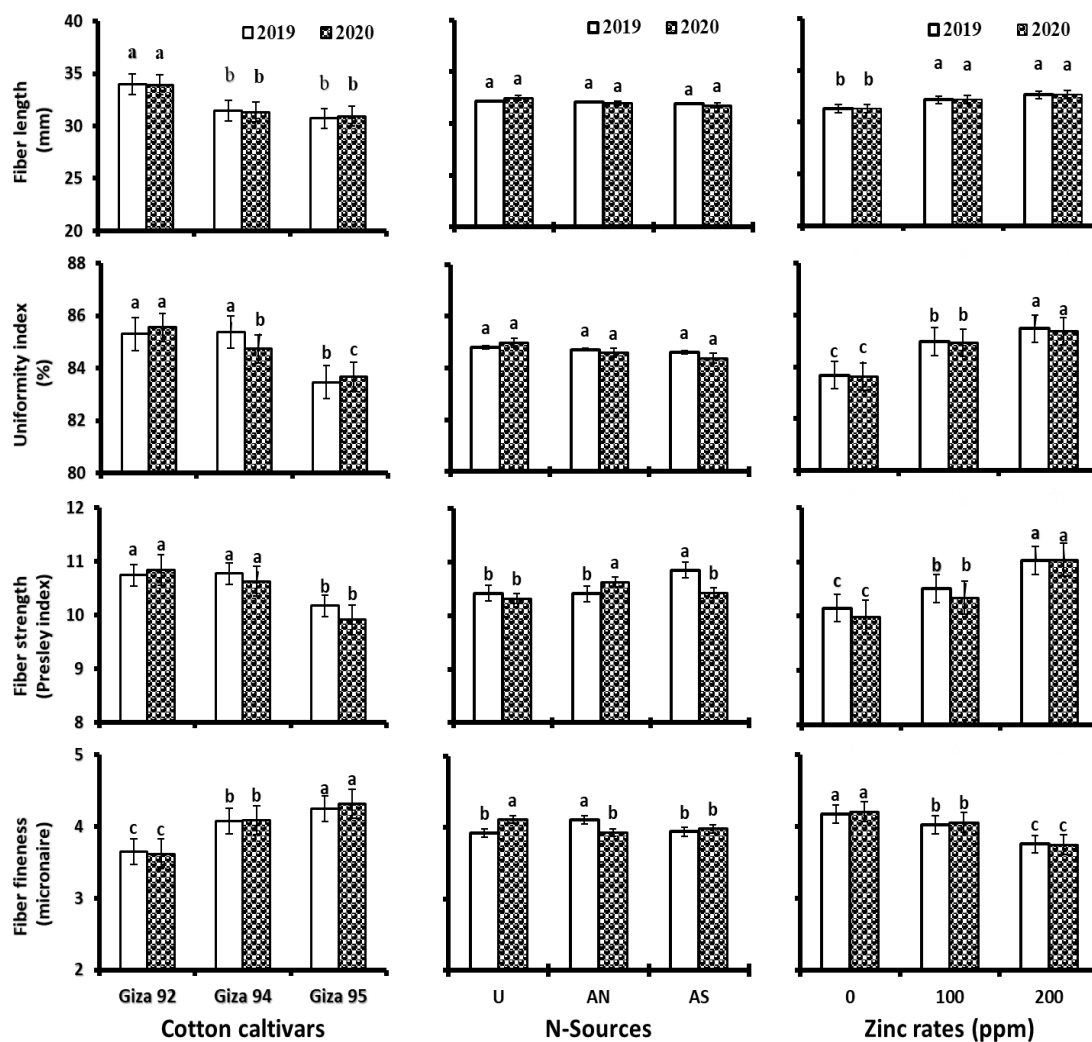 2019 2020
2019 2020
2019 2020
Fiber length
(mm)
40
35
30
25
20
a a b b b b
a a a a a a
b b a a a a
Uniformity index
(%)
88
86
84
82
80
a a a b b c
a a a a a a
c c b b a a
Fiber strength
(Presley index)
12
11
10
9
8
a a a a b b
b b b a a b
c c b b a a
Fiber fineness
(micronaire)
5
4
3
2
c c b b a a
b a a b b b
a a b b c c
Giza 92 Giza 94 Giza 95
U AN AS
0 100 200
Cotton caltivars
N-Sources
Zinc rates (ppm)